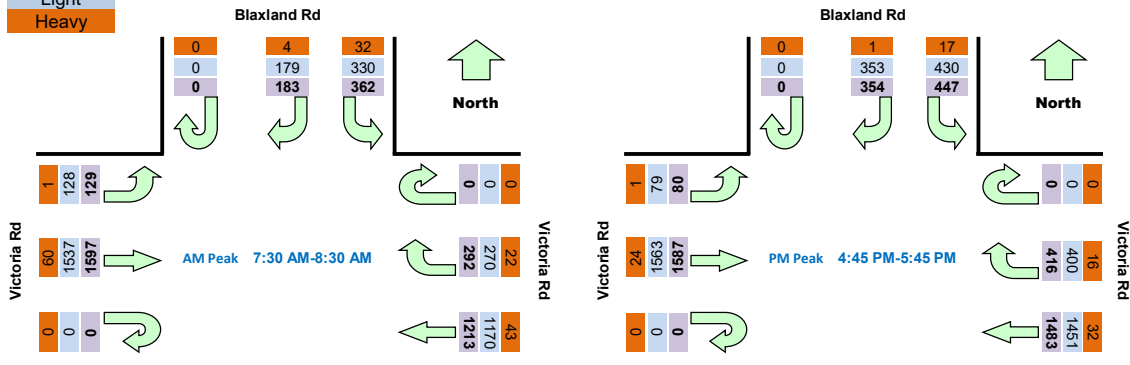 Light
Heavy
Blaxland Rd
0 4 32
0 179 330
0 183 362
North
1 128 129
0 0 0
Victoria Rd
60 1537 1597
AM Peak 7:30 AM-8:30 AM
292 270 22
Victoria Rd
0 0 0
1213 1170 43
Blaxland Rd
0 1 17
0 353 430
0 354 447
North
1 79 80
0 0 0
Victoria Rd
24 1563 1587
PM Peak 4:45 PM-5:45 PM
416 400 16
Victoria Rd
0 0 0
1483 1451 32